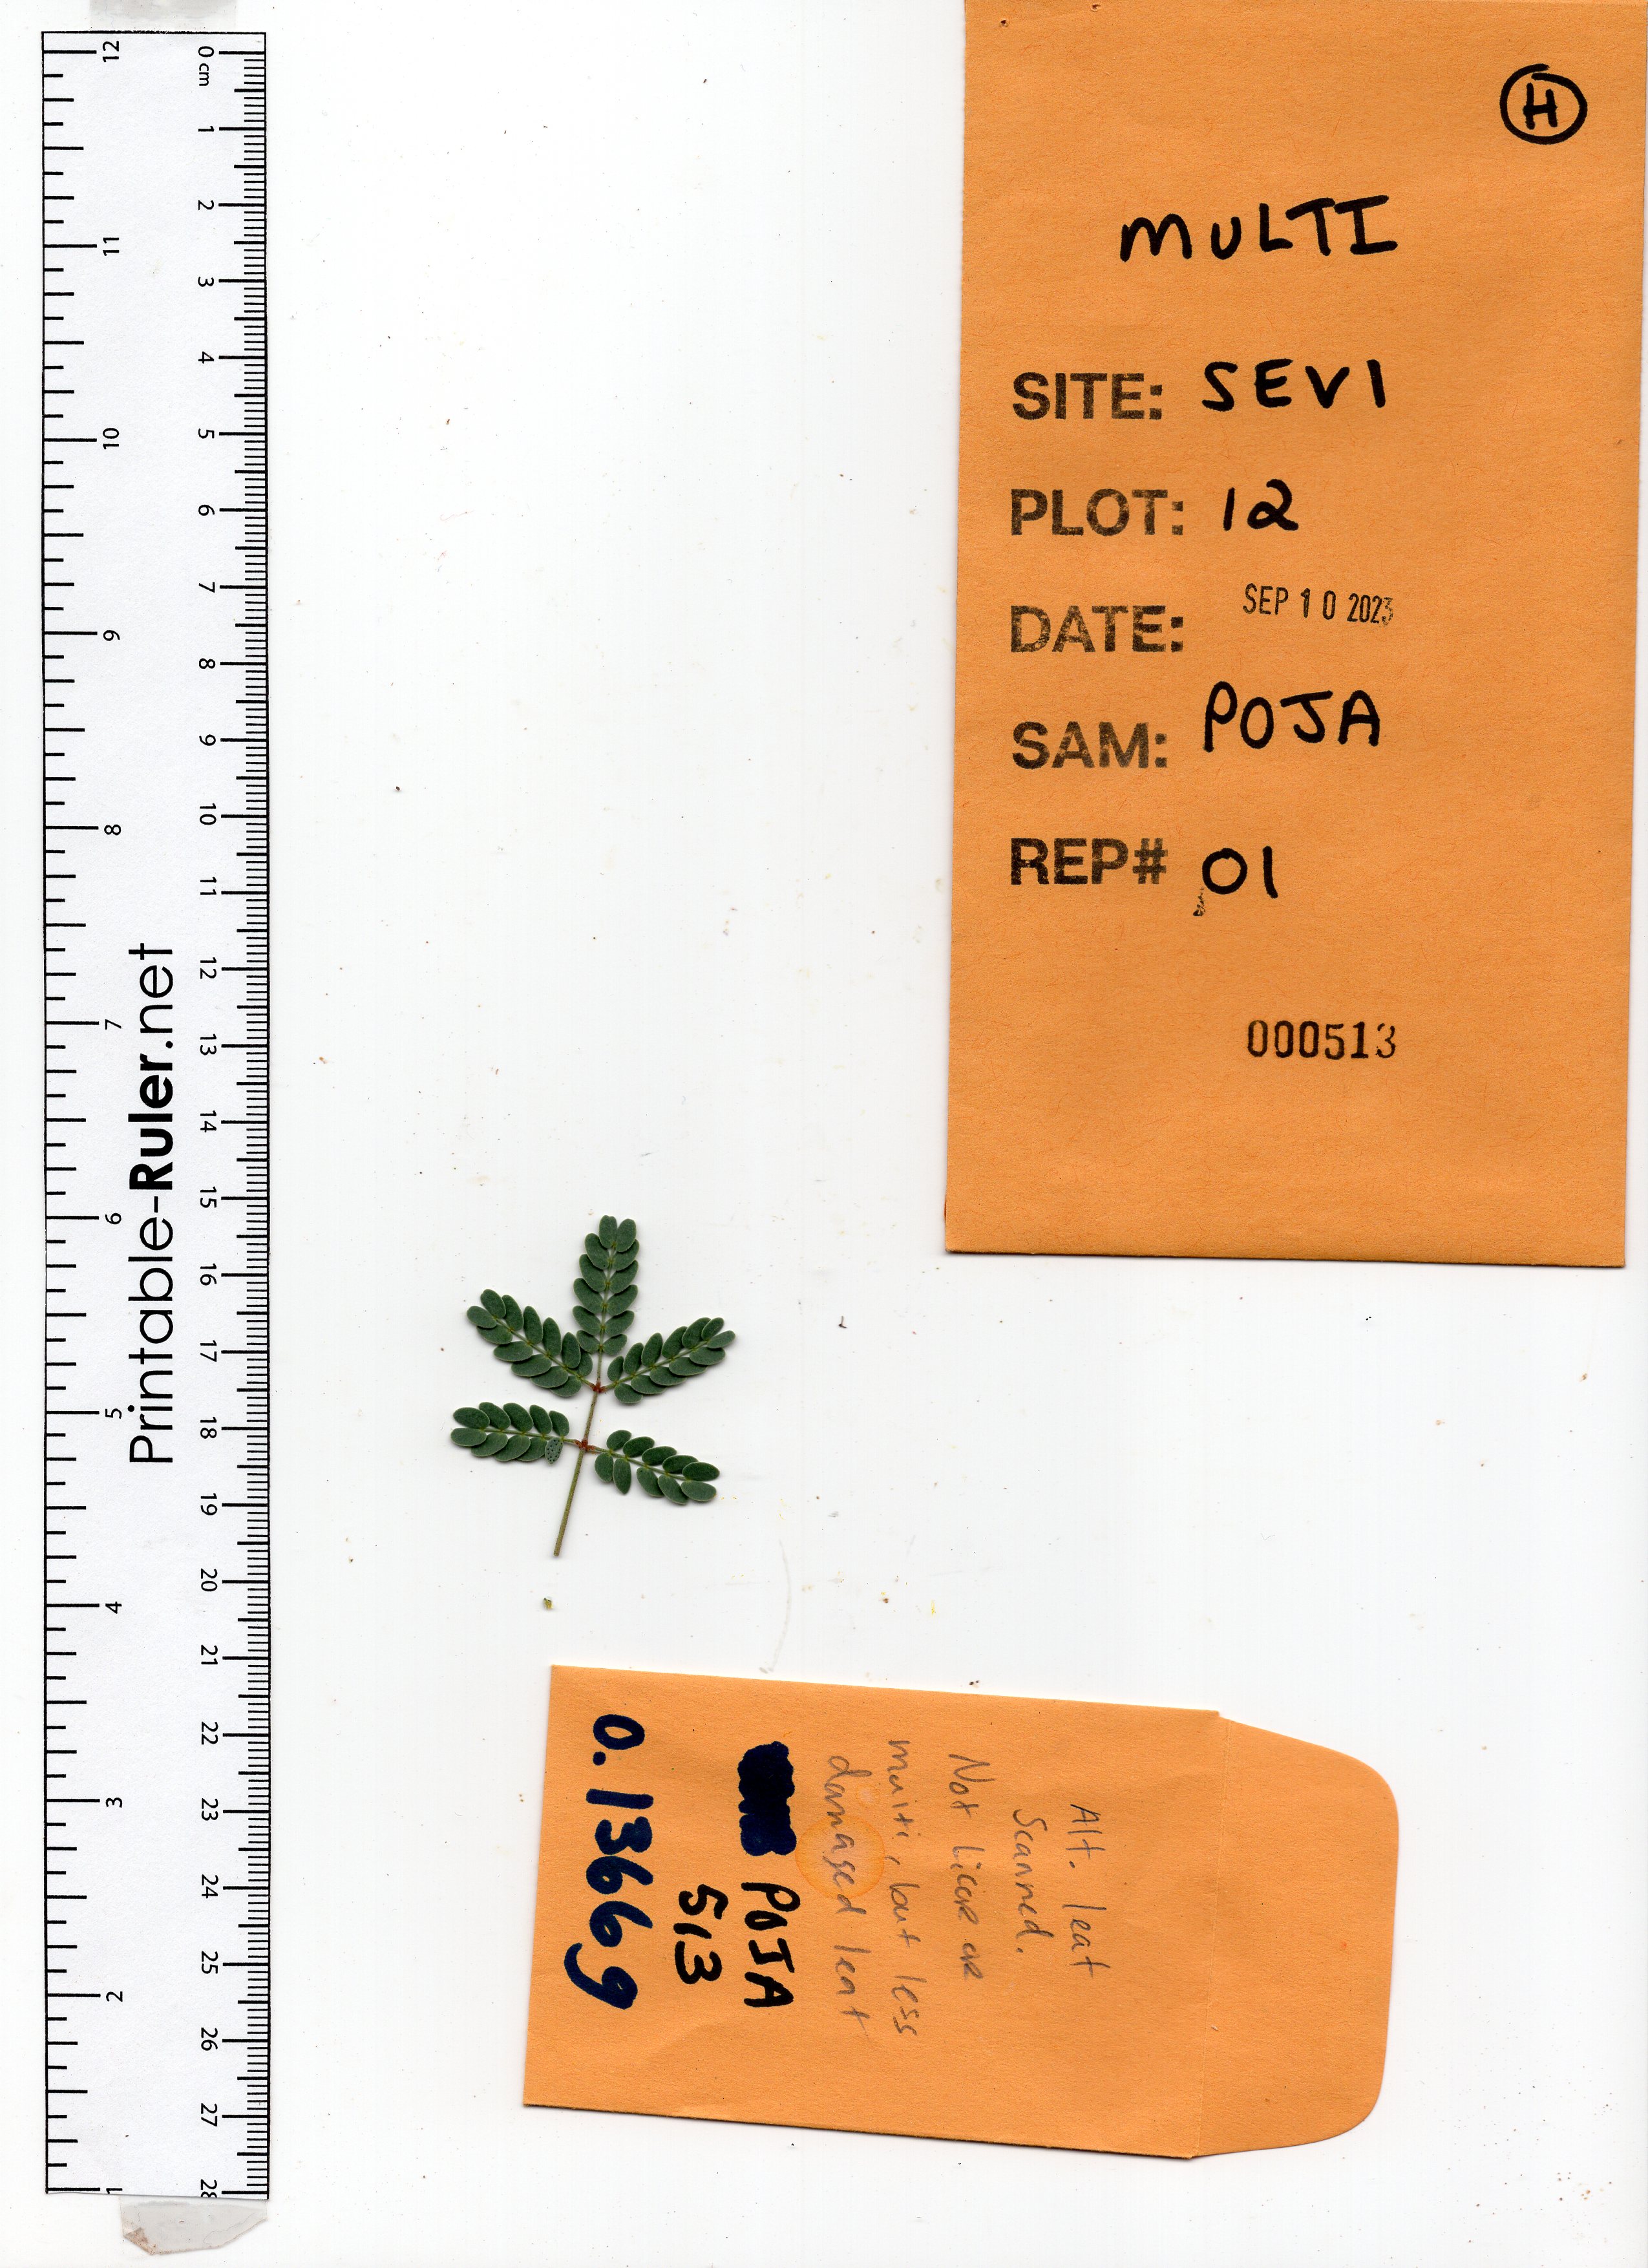 H
MULTI
SITE: SEVI
PLOT: 12
DATE: SEP 10 2023
SAM: POJA
REP# 01
000513
Alt. leaf
Scanned.
Not Licor or
multi, but less
damaged leaf
POJA
513
0.1366g
Printable-Ruler.net
12
11
10
9
8
7
6
5
4
3
2
1
0 cm
1
2
3
4
5
6
7
8
9
10
11
12
13
14
15
16
17
18
19
20
21
22
23
24
25
26
27
28